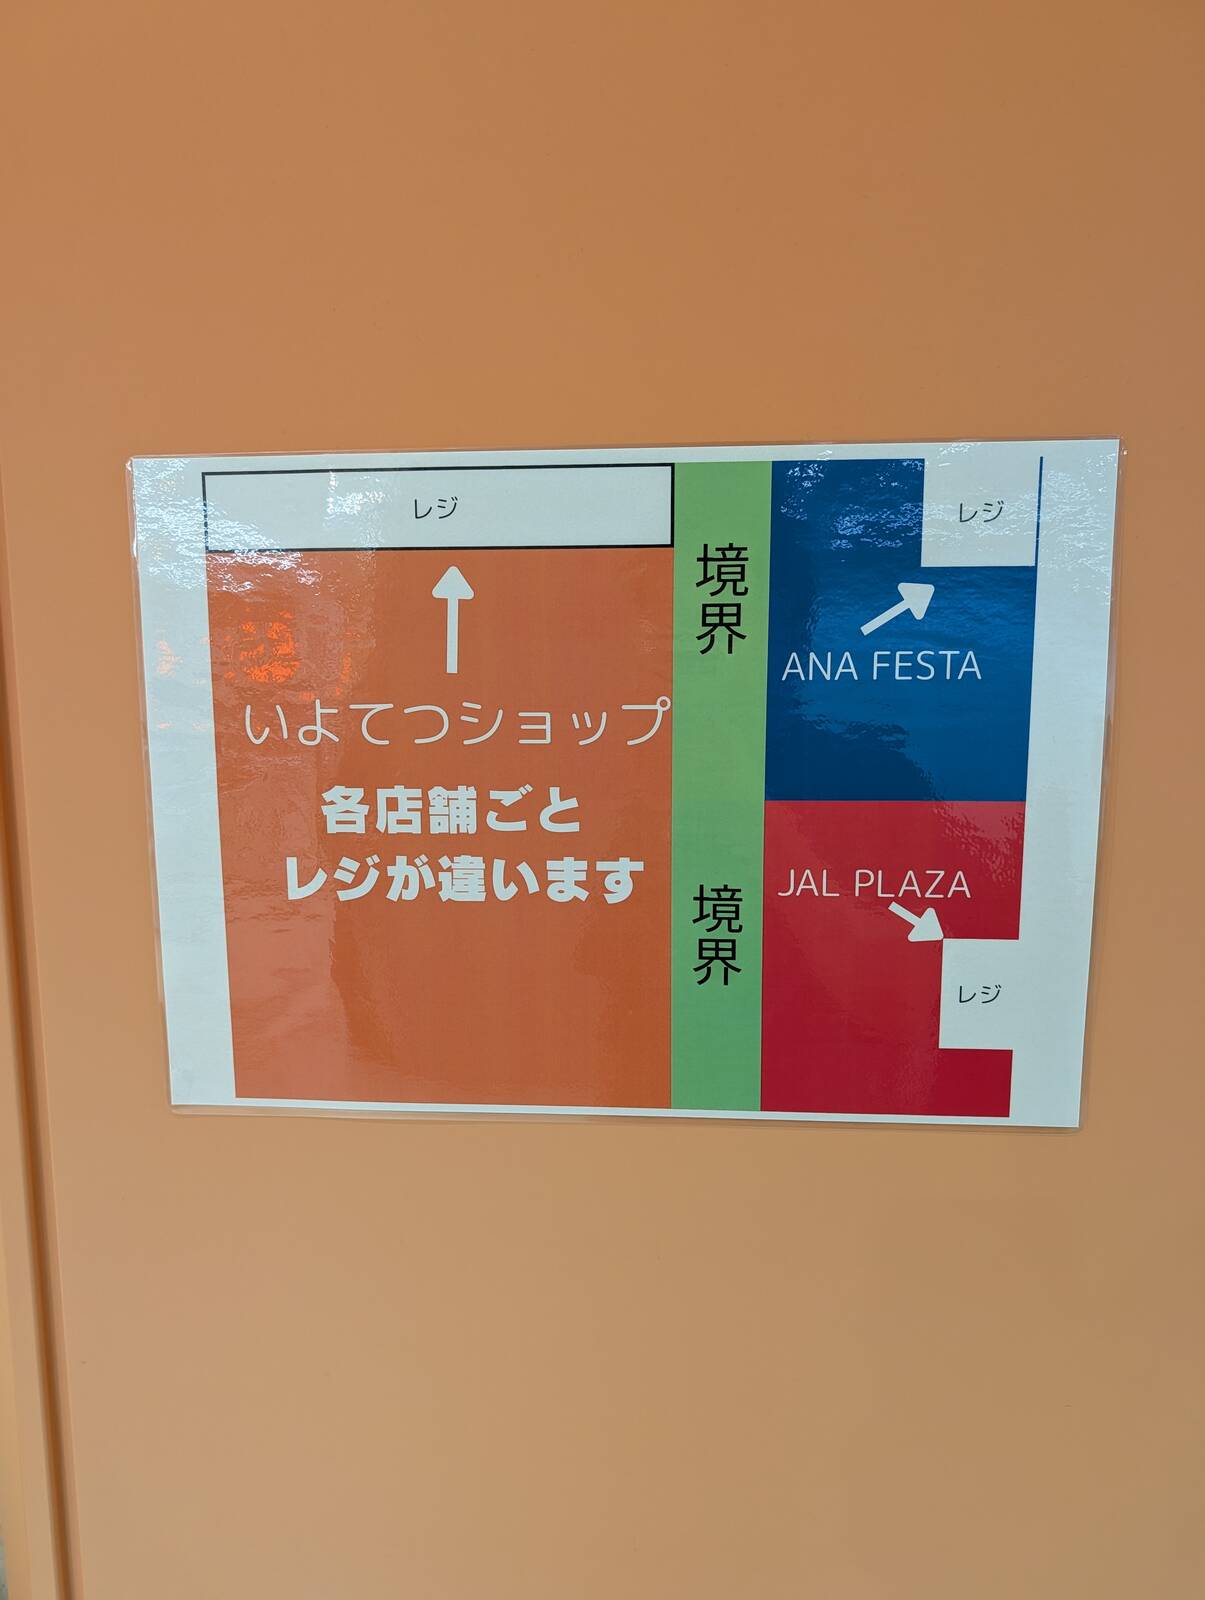 レジ
いよてつショップ
各店舗ごと
レジが違います
境界
境界
レジ
ANA FESTA
JAL PLAZA
レジ